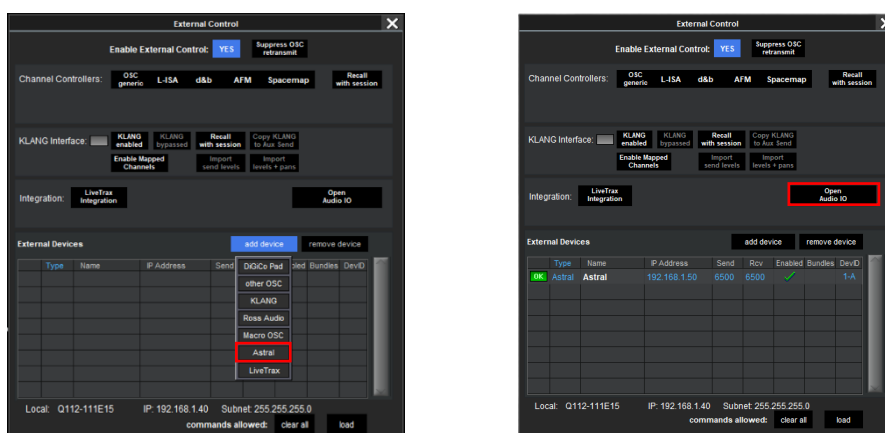 External Control
Enable External Control: YES Suppress OSC retransmit
Channel Controllers: OSC generic L-ISA d&b AFM Spacemap Recall with session
KLANG Interface: KLANG enabled KLANG bypassed Recall with session Copy KLANG to Aux Send
Enable Mapped Channels Import send levels Import levels + pans
Integration: LiveTrax Integration Open Audio IO
External Devices add device remove device
Type Name IP Address Send bled Bundles DevID
DiGiCo Pad
other OSC
KLANG
Ross Audio
Macro OSC
Astral
LiveTrax
Local: Q112-111E15 IP: 192.168.1.40 Subnet: 255.255.255.0
commands allowed: clear all load
External Control
Enable External Control: YES Suppress OSC retransmit
Channel Controllers: OSC generic L-ISA d&b AFM Spacemap Recall with session
KLANG Interface: KLANG enabled KLANG bypassed Recall with session Copy KLANG to Aux Send
Enable Mapped Channels Import send levels Import levels + pans
Integration: LiveTrax Integration Open Audio IO
External Devices add device remove device
Type Name IP Address Send Rcv Enabled Bundles DevID
OK Astral Astral 192.168.1.50 6500 6500 1-A
Local: Q112-111E15 IP: 192.168.1.40 Subnet: 255.255.255.0
commands allowed: clear all load